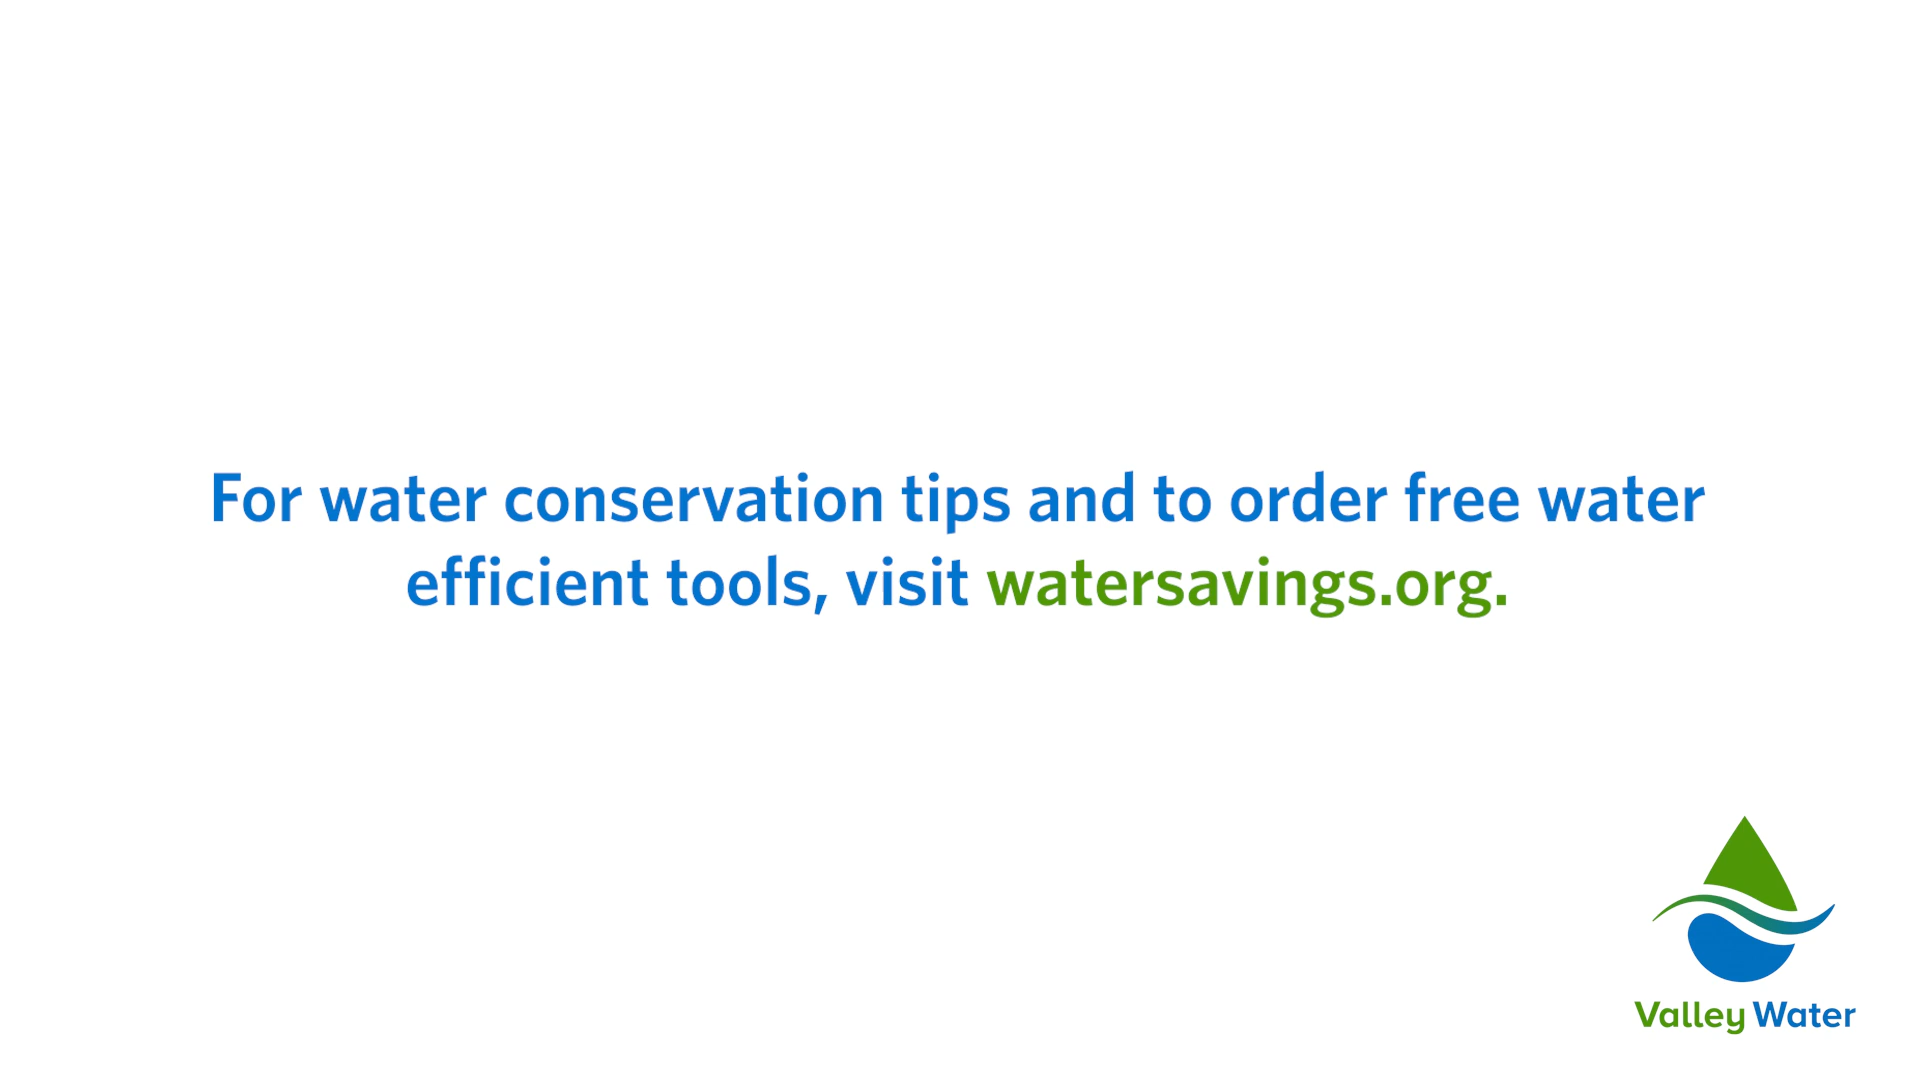 For water conservation tips and to order free water
efficient tools, visit watersavings.org.
Valley Water